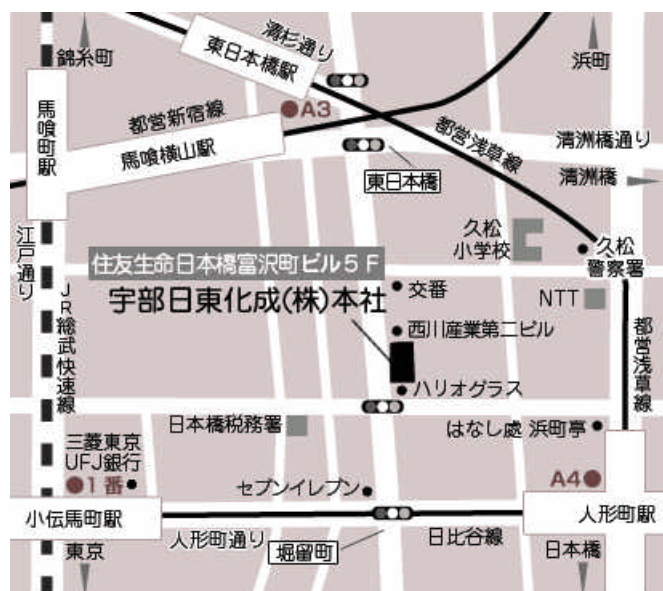 錦糸町
東日本橋駅
清杉通り
浜町
馬喰町駅
都営新宿線
A3
馬喰横山駅
都営浅草線
清洲橋通り
東日本橋
清洲橋
江戸通り
久松
小学校
久松
警察署
住友生命日本橋富沢町ビル5F
宇部日東化成(株)本社
交番
NTT
JR総武快速線
西川産業第二ビル
都営浅草線
ハリオグラス
日本橋税務署
はなし處 浜町亭
三菱東京
UFJ銀行
1番
セブンイレブン
A4
小伝馬町駅
人形町駅
人形町通り
堀留町
日比谷線
東京
日本橋